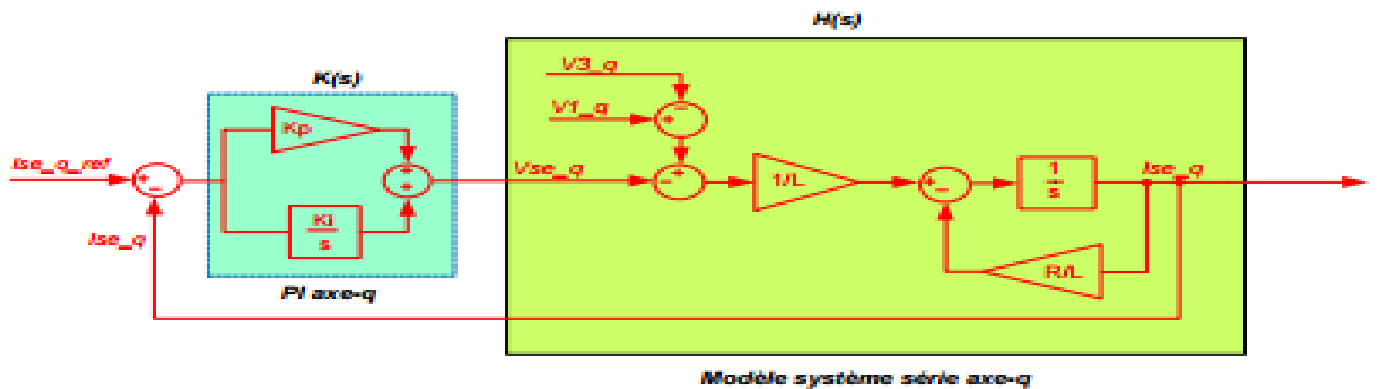 H(s)
V3_q
K(s)
V1_q
Kp
Ise_q_ref
Vse_q
1/L
1
s
Ise_q
Ki
s
Ise_q
R/L
PI axe-q
Modèle système série axe-q